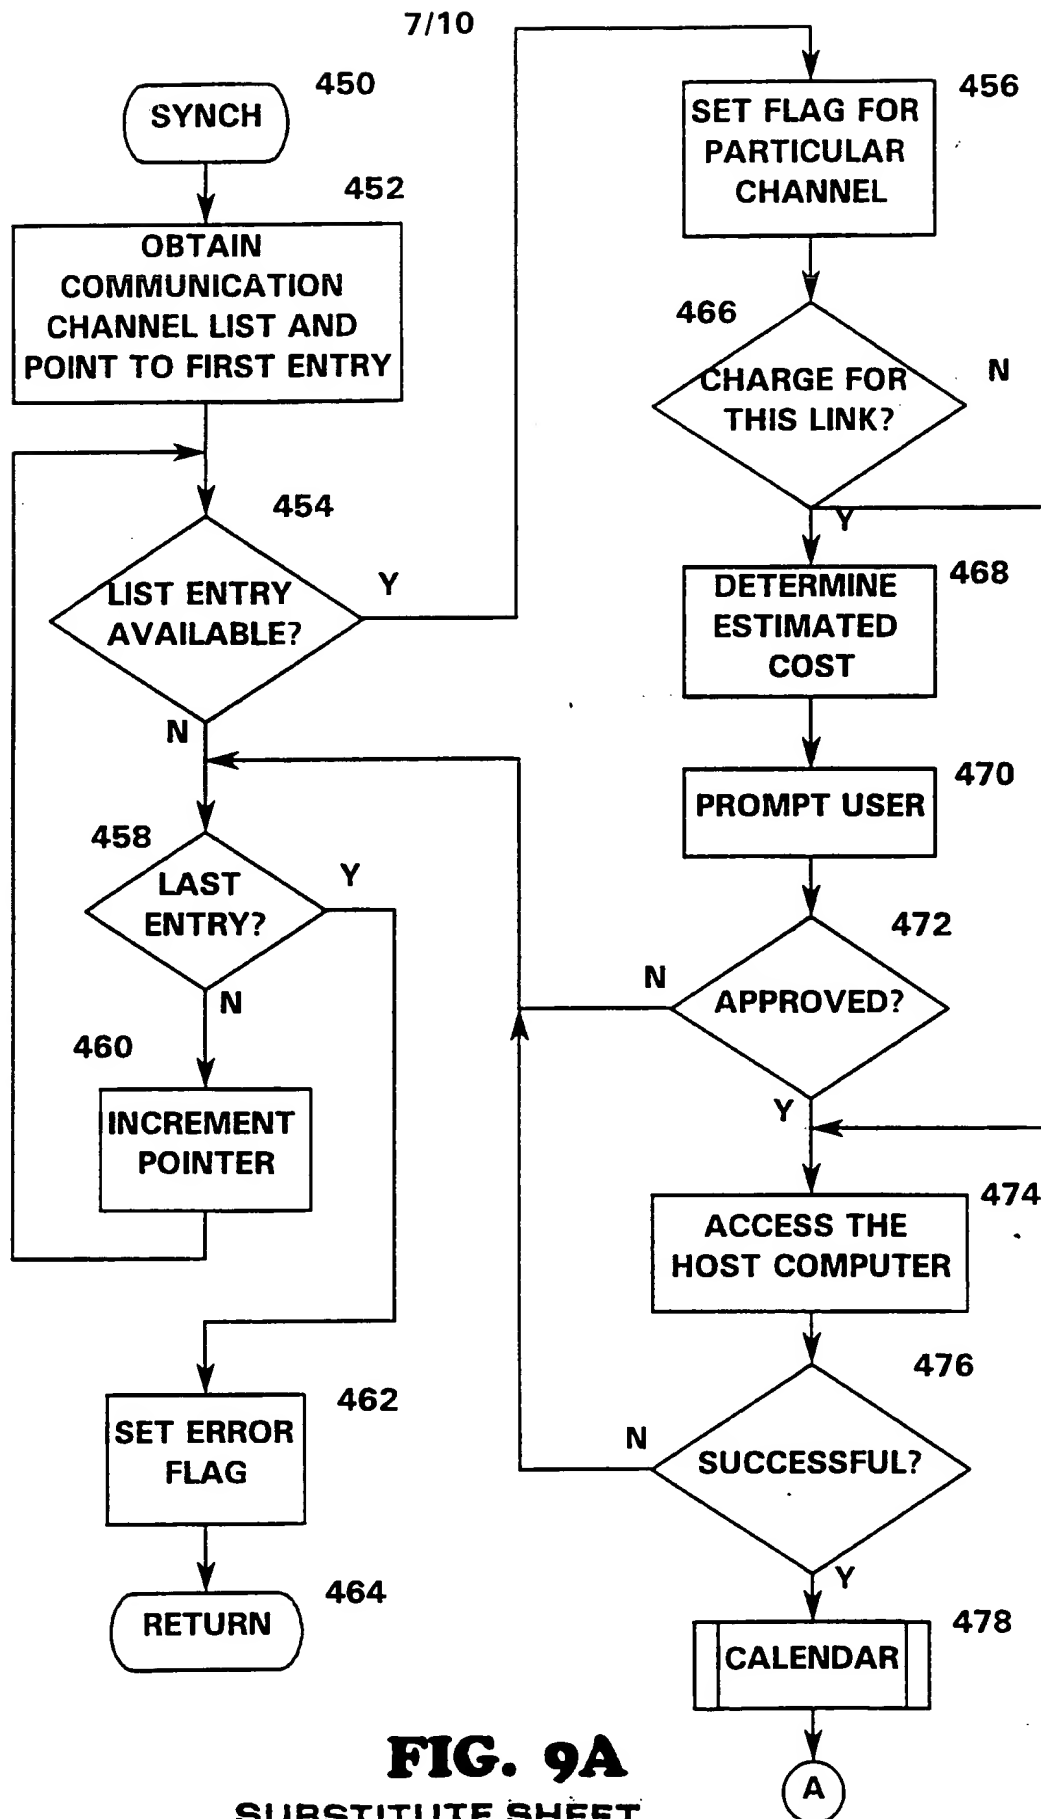 7/10
450
SYNCH
452
OBTAIN
COMMUNICATION
CHANNEL LIST AND
POINT TO FIRST ENTRY
454
LIST ENTRY
AVAILABLE?
Y
N
458
LAST
ENTRY?
Y
N
460
INCREMENT
POINTER
462
SET ERROR
FLAG
464
RETURN
456
SET FLAG FOR
PARTICULAR
CHANNEL
466
CHARGE FOR
THIS LINK?
N
Y
468
DETERMINE
ESTIMATED
COST
470
PROMPT USER
472
APPROVED?
N
Y
474
ACCESS THE
HOST COMPUTER
476
SUCCESSFUL?
N
Y
478
CALENDAR
A
FIG. 9A
SUBSTITUTE SHEET